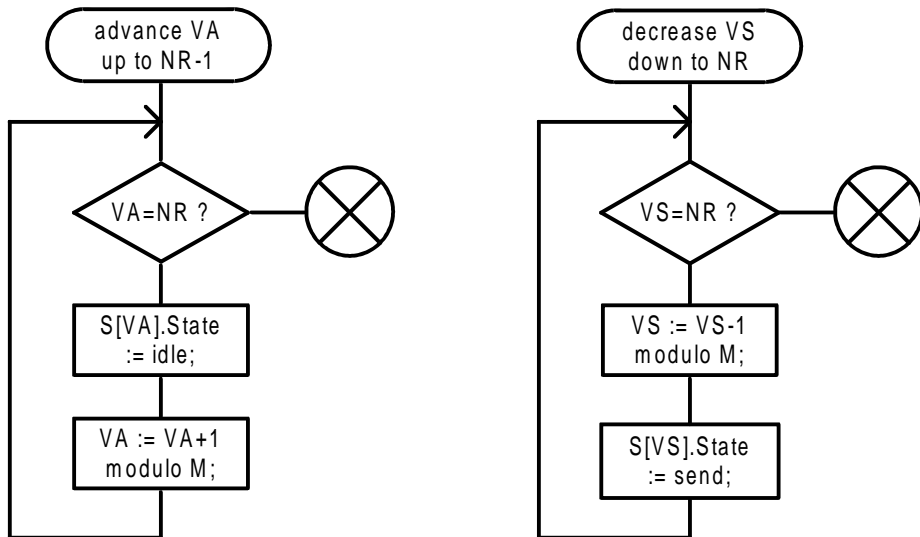 advance VA
up to NR-1
VA=NR ?
S[VA].State
:= idle;
VA := VA+1
modulo M;
decrease VS
down to NR
VS=NR ?
VS := VS-1
modulo M;
S[VS].State
:= send;